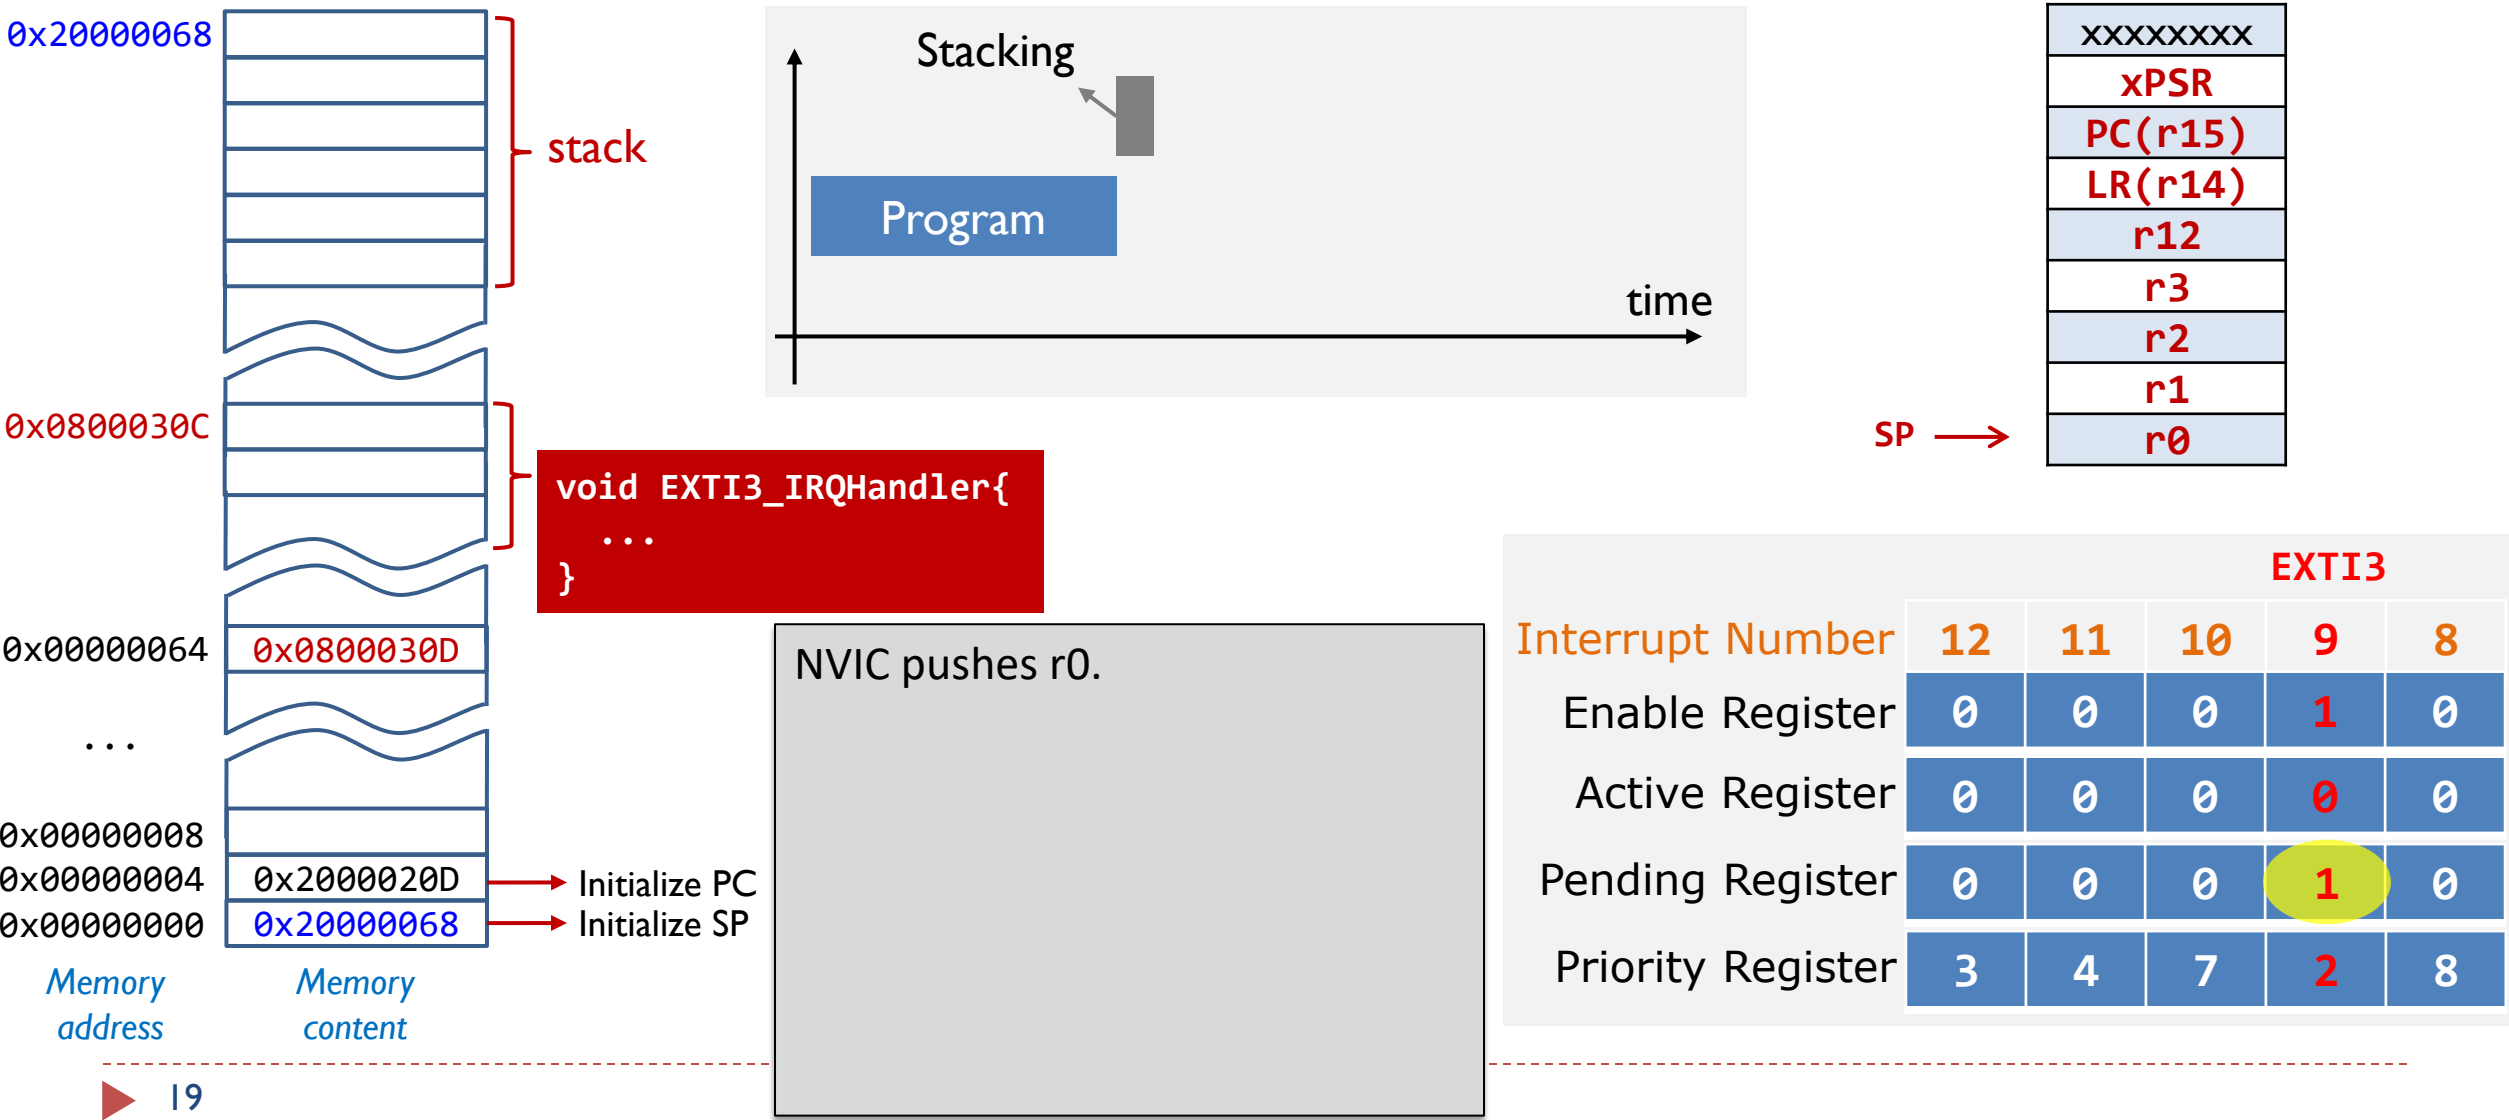 0x20000068
stack
0x0800030C
void EXTI3_IRQHandler{
...
}
0x00000064
0x0800030D
...
0x00000008
0x00000004
0x2000020D
Initialize PC
0x00000000
0x20000068
Initialize SP
Memory address
Memory content
19
Stacking
Program
time
NVIC pushes r0.
xxxxxxxx
xPSR
PC(r15)
LR(r14)
r12
r3
r2
r1
SP
r0
EXTI3
Interrupt Number 12 11 10 9 8
Enable Register 0 0 0 1 0
Active Register 0 0 0 0 0
Pending Register 0 0 0 1 0
Priority Register 3 4 7 2 8